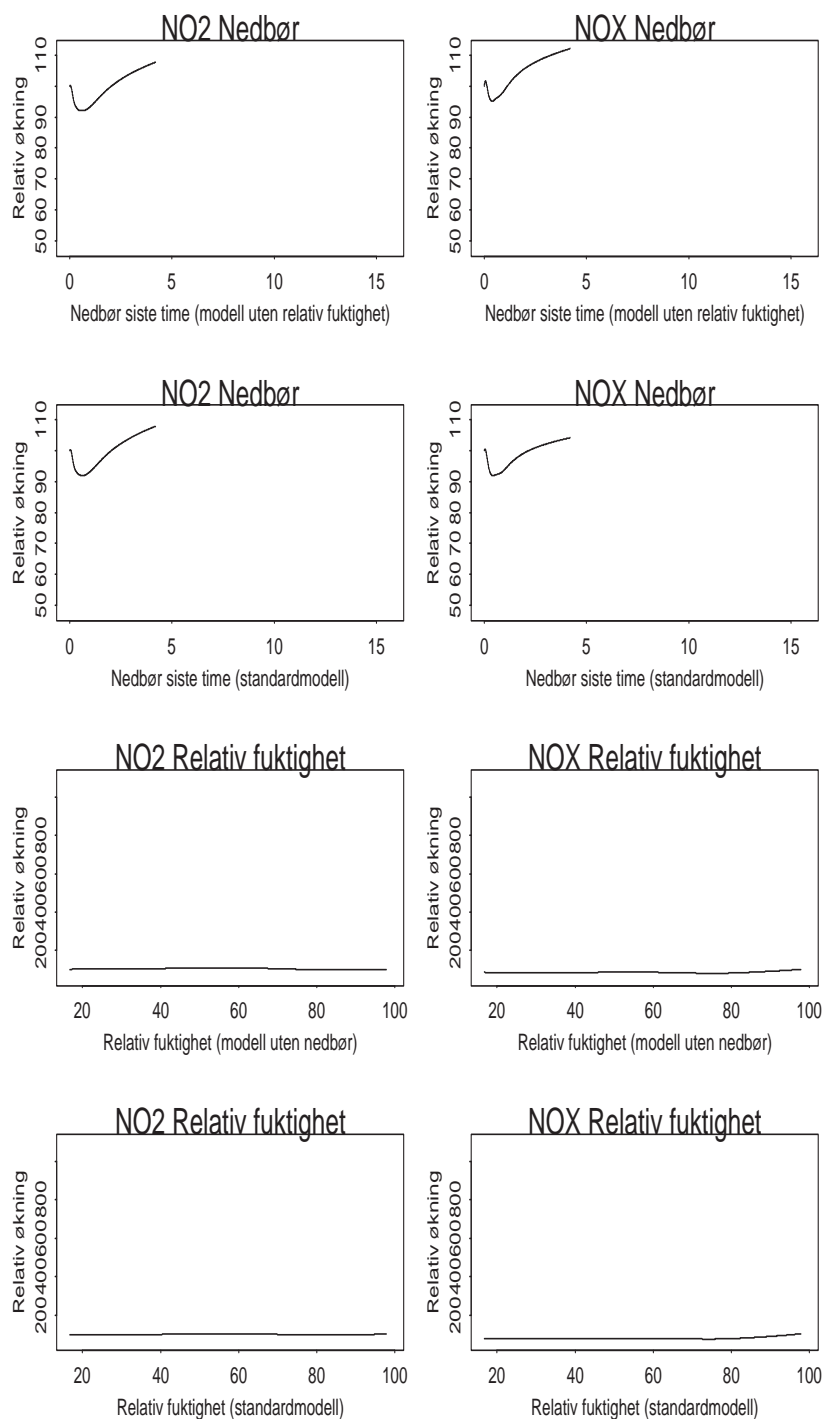 NO2 Nedbør
Relativ økning
50 60 70 80 90 110
0 5 10 15
Nedbør siste time (modell uten relativ fuktighet)
NOX Nedbør
Relativ økning
50 60 70 80 90 110
0 5 10 15
Nedbør siste time (modell uten relativ fuktighet)
NO2 Nedbør
Relativ økning
50 60 70 80 90 110
0 5 10 15
Nedbør siste time (standardmodell)
NOX Nedbør
Relativ økning
50 60 70 80 90 110
0 5 10 15
Nedbør siste time (standardmodell)
NO2 Relativ fuktighet
Relativ økning
200400600800
20 40 60 80 100
Relativ fuktighet (modell uten nedbør)
NOX Relativ fuktighet
Relativ økning
200400600800
20 40 60 80 100
Relativ fuktighet (modell uten nedbør)
NO2 Relativ fuktighet
Relativ økning
200400600800
20 40 60 80 100
Relativ fuktighet (standardmodell)
NOX Relativ fuktighet
Relativ økning
200400600800
20 40 60 80 100
Relativ fuktighet (standardmodell)